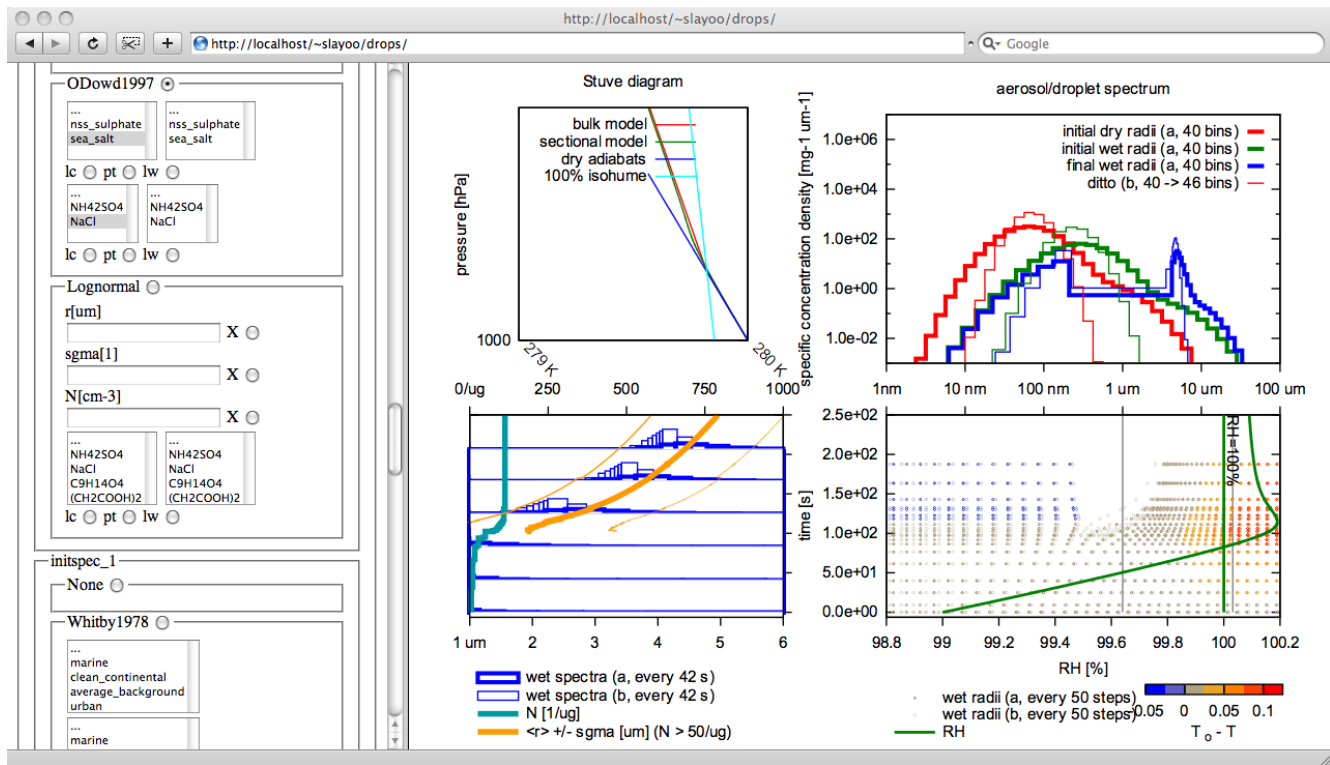 http://localhost/~slayoo/drops/
http://localhost/~slayoo/drops/
Google
ODowd1997
...
nss_sulphate
sea_salt
nss_sulphate
sea_salt
lc pt lw
...
NH42SO4
NaCl
NH42SO4
NaCl
lc pt lw
Lognormal
r[um]
X
sgma[1]
X
N[cm-3]
X
...
NH42SO4
NaCl
C9H14O4
(CH2COOH)2
...
NH42SO4
NaCl
C9H14O4
(CH2COOH)2
lc pt lw
initspec_1
None
Whitby1978
...
marine
clean_continental
average_background
urban
...
marine
Stuve diagram
bulk model
sectional model
dry adiabats
100% isohume
pressure [hPa]
1000
279 K
280 K
aerosol/droplet spectrum
initial dry radii (a, 40 bins)
initial wet radii (a, 40 bins)
final wet radii (a, 40 bins)
ditto (b, 40 -> 46 bins)
specific concentration density [mg-1 um-1]
1.0e+06
1.0e+04
1.0e+02
1.0e+00
1.0e-02
1nm 10 nm 100 nm 1 um 10 um 100 um
0/ug 250 500 750 1000
1 um 2 3 4 5 6
wet spectra (a, every 42 s)
wet spectra (b, every 42 s)
N [1/ug]
<r> +/- sgma [um] (N > 50/ug)
time [s]
2.5e+02
2.0e+02
1.5e+02
1.0e+02
5.0e+01
0.0e+00
RH=100%
98.8 99 99.2 99.4 99.6 99.8 100 100.2
RH [%]
wet radii (a, every 50 steps)
wet radii (b, every 50 steps)
RH
-0.05 0 0.05 0.1
T o - T